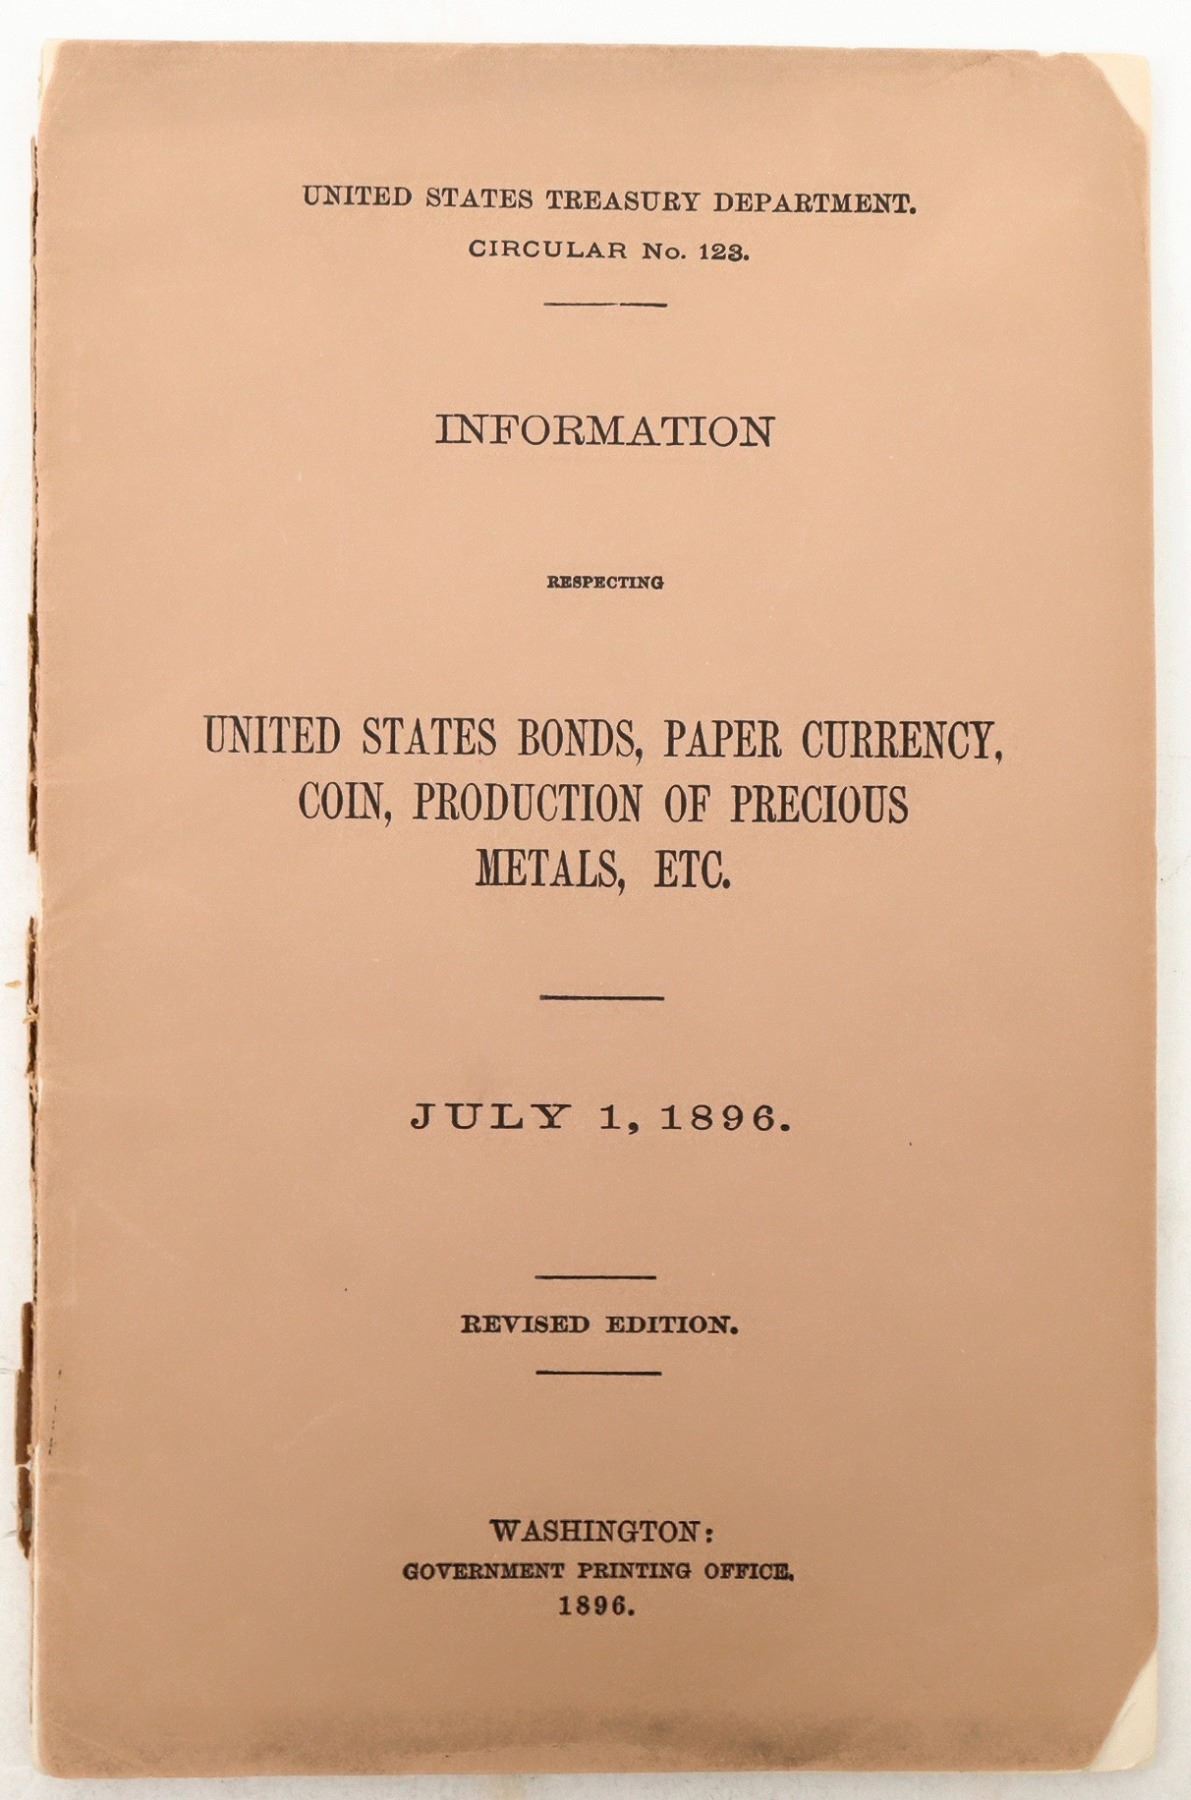 UNITED STATES TREASURY DEPARTMENT.
CIRCULAR No. 123.
INFORMATION
RESPECTING
UNITED STATES BONDS, PAPER CURRENCY,
COIN, PRODUCTION OF PRECIOUS
METALS, ETC.
JULY 1, 1896.
REVISED EDITION.
WASHINGTON:
GOVERNMENT PRINTING OFFICE.
1896.